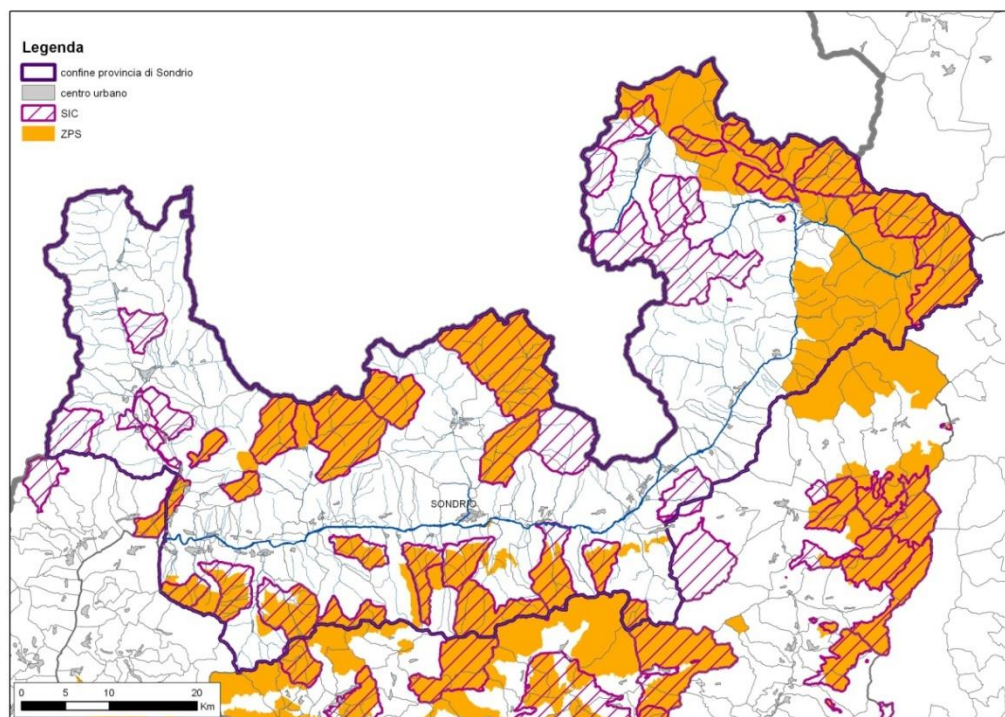 Legenda
confine provincia di Sondrio
centro urbano
SIC
ZPS
SONDRIO
0 5 10 20
Km